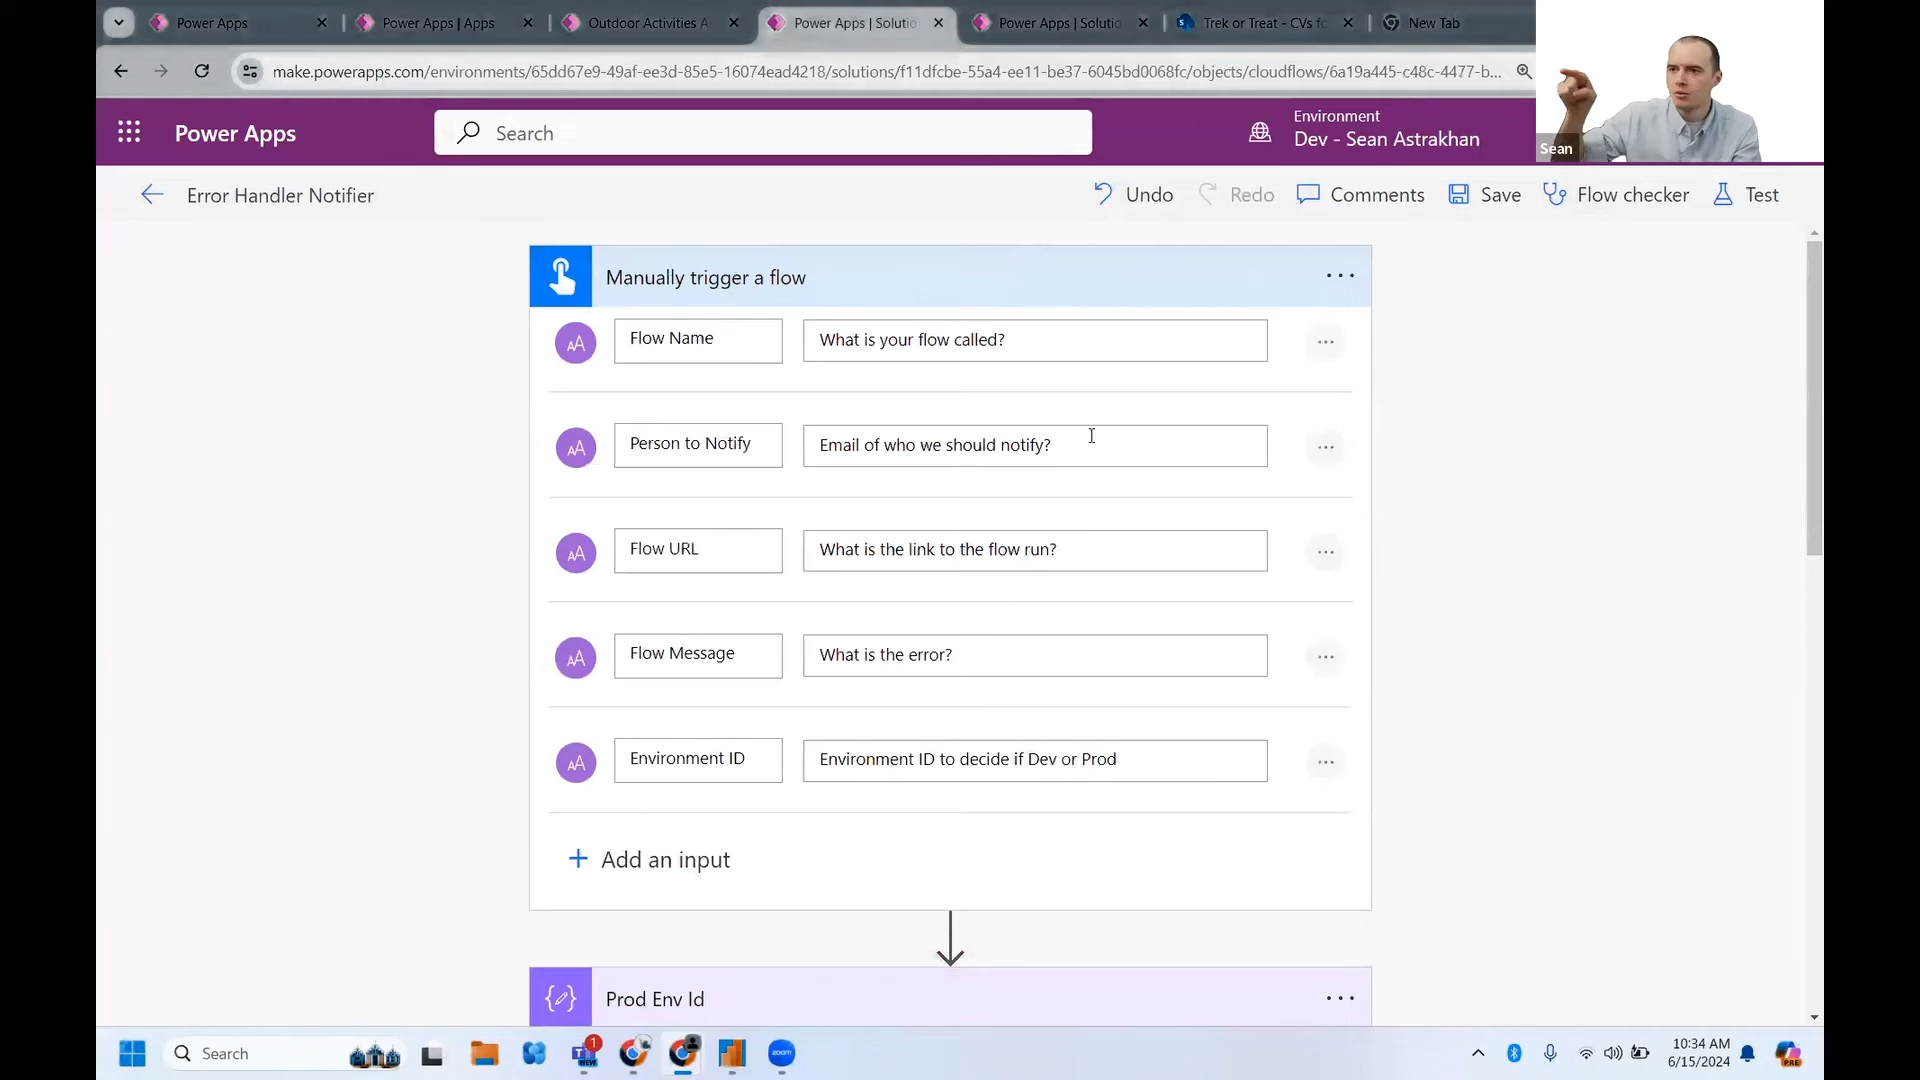 Power Apps
Power Apps | Apps
Outdoor Activities A
Power Apps | Solutio
Power Apps | Solutio
Trek or Treat - CVs fo
New Tab
make.powerapps.com/environments/65dd67e9-49af-ee3d-85e5-16074ead4218/solutions/f11dfcbe-55a4-ee11-be37-6045bd0068fc/objects/cloudflows/6a19a445-c48c-4477-b...
Power Apps
Search
Environment
Dev - Sean Astrakhan
Sean
Error Handler Notifier
Undo
Redo
Comments
Save
Flow checker
Test
Manually trigger a flow
Flow Name
What is your flow called?
Person to Notify
Email of who we should notify?
Flow URL
What is the link to the flow run?
Flow Message
What is the error?
Environment ID
Environment ID to decide if Dev or Prod
+ Add an input
Prod Env Id
Search
1
NEW
zoom
10:34 AM
6/15/2024
PRE